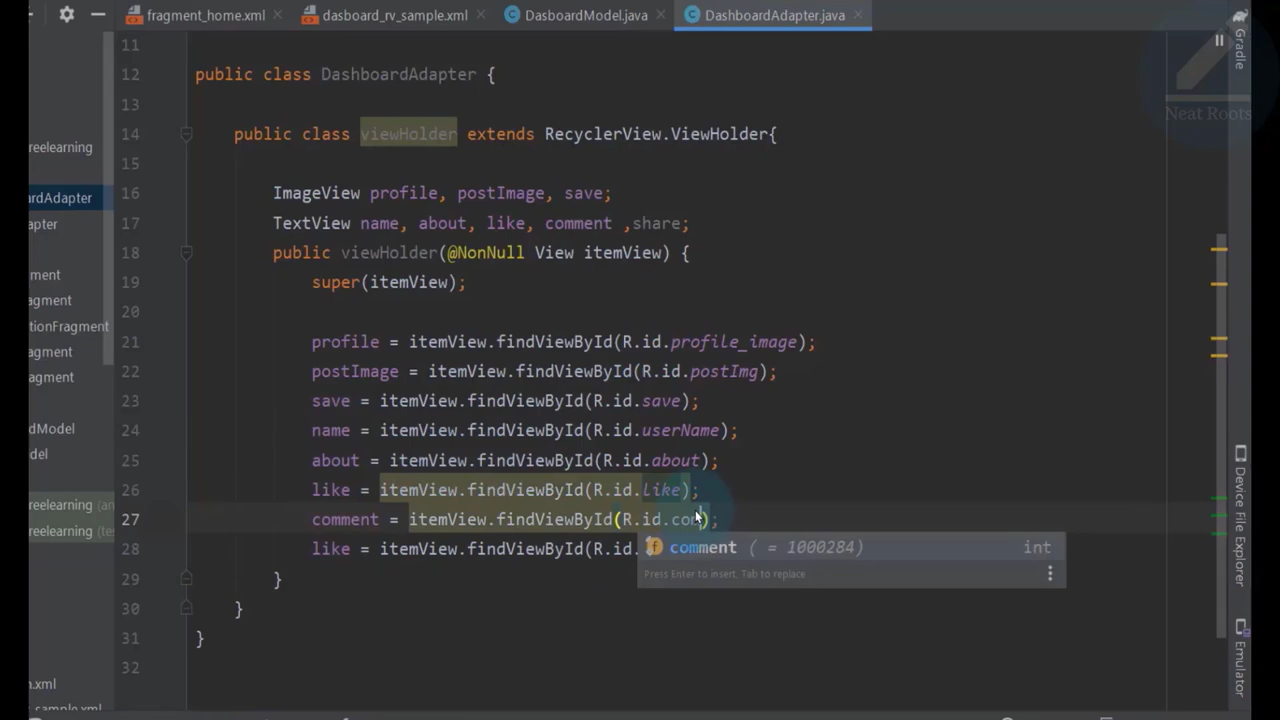 fragment_home.xml
dasboard_rv_sample.xml
DasboardModel.java
DashboardAdapter.java
Gradle
Neat Roots
11
12 public class DashboardAdapter {
13
14 public class viewHolder extends RecyclerView.ViewHolder{
15
16 ImageView profile, postImage, save;
17 TextView name, about, like, comment ,share;
18 public viewHolder(@NonNull View itemView) {
19 super(itemView);
20
21 profile = itemView.findViewById(R.id.profile_image);
22 postImage = itemView.findViewById(R.id.postImg);
23 save = itemView.findViewById(R.id.save);
24 name = itemView.findViewById(R.id.userName);
25 about = itemView.findViewById(R.id.about);
26 like = itemView.findViewById(R.id.like);
27 comment = itemView.findViewById(R.id.com);
28 like = itemView.findViewById(R.id.
comment ( = 1000284) int
Press Enter to insert, Tab to replace
29 }
30 }
31 }
32
reelearning
ardAdapter
apter
ment
agment
tionFragment
agment
agment
dModel
del
reelearning (an
reelearning (tes
n.xml
_sample.xml
Device File Explorer
Emulator